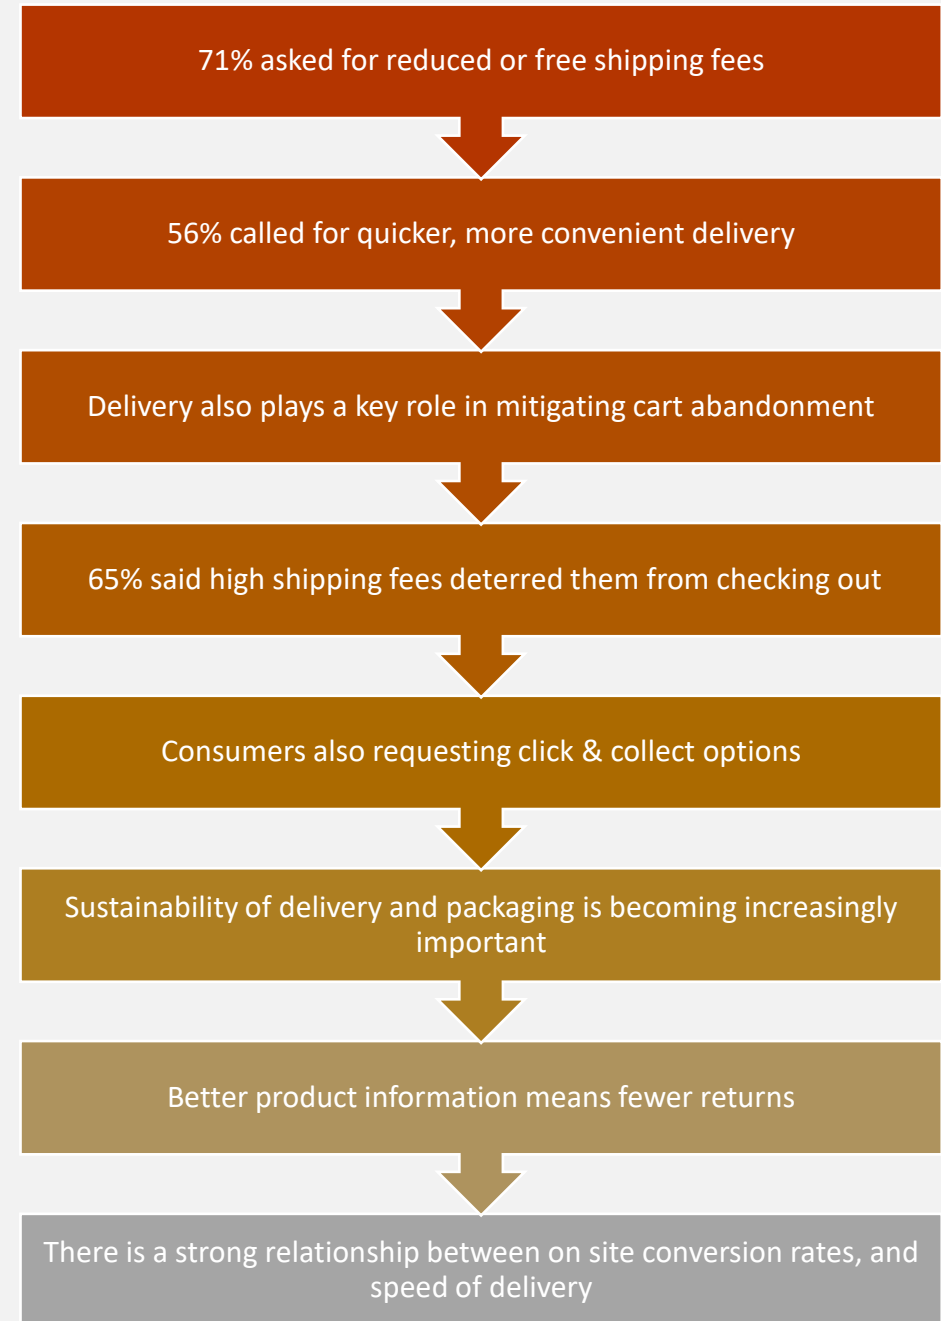 71% asked for reduced or free shipping fees
56% called for quicker, more convenient delivery
Delivery also plays a key role in mitigating cart abandonment
65% said high shipping fees deterred them from checking out
Consumers also requesting click & collect options
Sustainability of delivery and packaging is becoming increasingly
important
Better product information means fewer returns
There is a strong relationship between on site conversion rates, and
speed of delivery